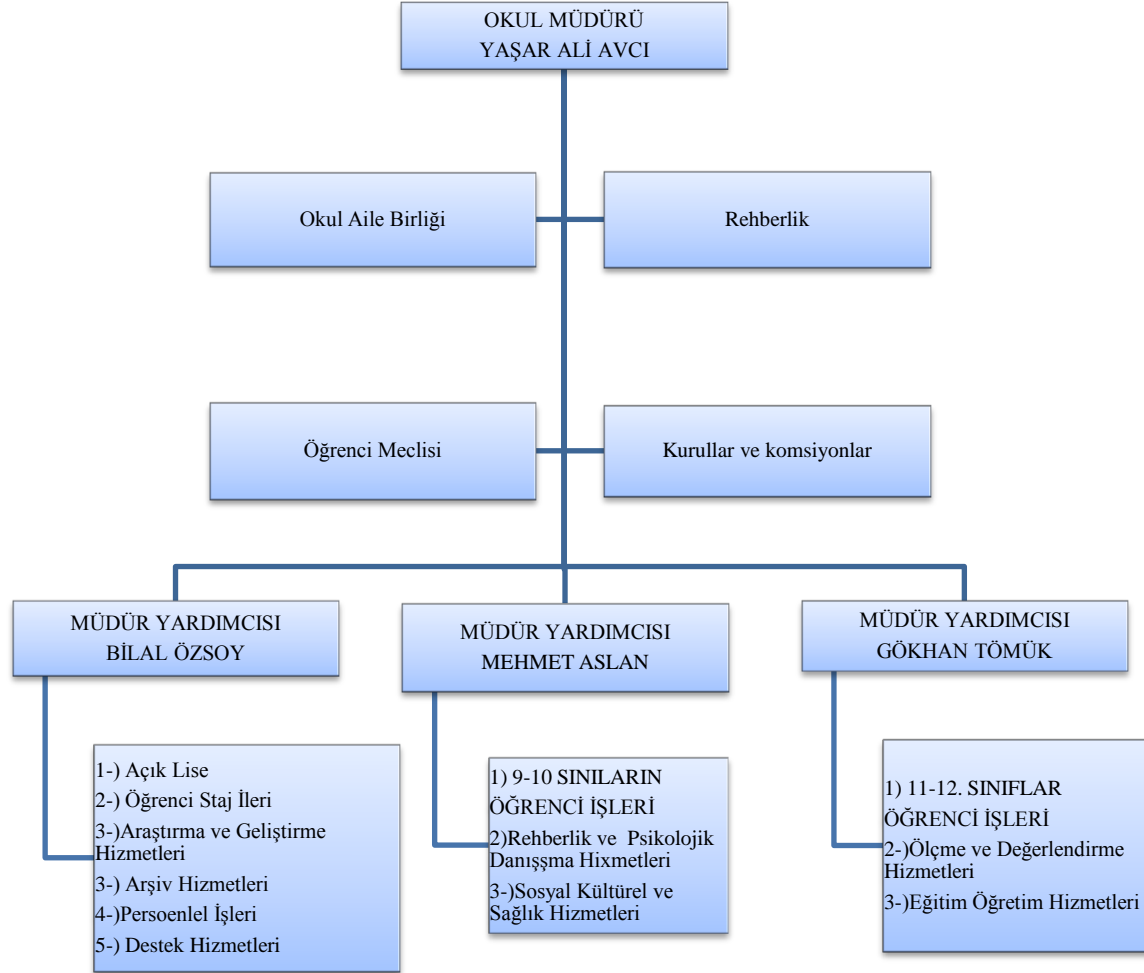 OKUL MÜDÜRÜ
YAŞAR ALİ AVCI
Okul Aile Birliği
Rehberlik
Öğrenci Meclisi
Kurullar ve komsiyonlar
MÜDÜR YARDIMCISI
BİLAL ÖZSOY
MÜDÜR YARDIMCISI
MEHMET ASLAN
MÜDÜR YARDIMCISI
GÖKHAN TÖMÜK
1-) Açık Lise
2-) Öğrenci Staj İleri
3-)Araştırma ve Geliştirme
Hizmetleri
3-) Arşiv Hizmetleri
4-)Persoenlel İşleri
5-) Destek Hizmetleri
1) 9-10 SINILARIN
ÖĞRENCİ İŞLERİ
2)Rehberlik ve Psikolojik
Danışşma Hixmetleri
3-)Sosyal Kültürel ve
Sağlık Hizmetleri
1) 11-12. SINIFLAR
ÖĞRENCİ İŞLERİ
2-)Ölçme ve Değerlendirme
Hizmetleri
3-)Eğitim Öğretim Hizmetleri